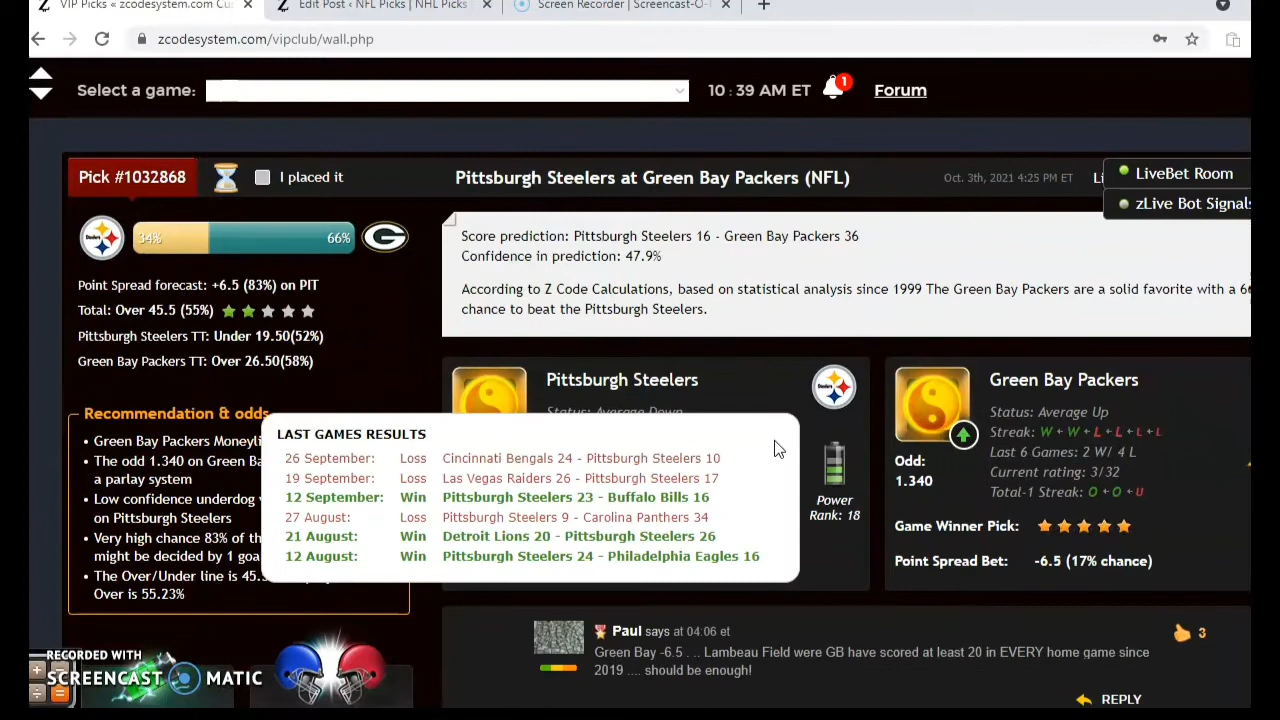 VIP Picks « zcodesystem.com Cus
Edit Post ‹ NFL Picks | NHL Picks
Screen Recorder | Screencast-O-
zcodesystem.com/vipclub/wall.php
Select a game:
10 : 39 AM ET
1
Forum
Pick #1032868
I placed it
Pittsburgh Steelers at Green Bay Packers (NFL)
Oct. 3th, 2021 4:25 PM ET
Li
LiveBet Room
zLive Bot Signals
Steelers
34%
66%
G
Point Spread forecast: +6.5 (83%) on PIT
Total: Over 45.5 (55%)
Pittsburgh Steelers TT: Under 19.50(52%)
Green Bay Packers TT: Over 26.50(58%)
Score prediction: Pittsburgh Steelers 16 - Green Bay Packers 36
Confidence in prediction: 47.9%
According to Z Code Calculations, based on statistical analysis since 1999 The Green Bay Packers are a solid favorite with a 6
chance to beat the Pittsburgh Steelers.
Recommendation & odds
• Green Bay Packers Moneyli
• The odd 1.340 on Green Ba
a parlay system
• Low confidence underdog
on Pittsburgh Steelers
• Very high chance 83% of th
might be decided by 1 goa
• The Over/Under line is 45.
Over is 55.23%
Pittsburgh Steelers
Status: Average Down
Steelers
Power
Rank: 18
LAST GAMES RESULTS
26 September: Loss Cincinnati Bengals 24 - Pittsburgh Steelers 10
19 September: Loss Las Vegas Raiders 26 - Pittsburgh Steelers 17
12 September: Win Pittsburgh Steelers 23 - Buffalo Bills 16
27 August: Loss Pittsburgh Steelers 9 - Carolina Panthers 34
21 August: Win Detroit Lions 20 - Pittsburgh Steelers 26
12 August: Win Pittsburgh Steelers 24 - Philadelphia Eagles 16
Green Bay Packers
Status: Average Up
Streak: W + W + L + L + L + L
Last 6 Games: 2 W/ 4 L
Current rating: 3/32
Total-1 Streak: O + O + U
Odd:
1.340
Game Winner Pick:
Point Spread Bet: -6.5 (17% chance)
Paul says at 04:06 et
Green Bay -6.5 . .. Lambeau Field were GB have scored at least 20 in EVERY home game since
2019 .... should be enough!
3
REPLY
RECORDED WITH
SCREENCAST MATIC